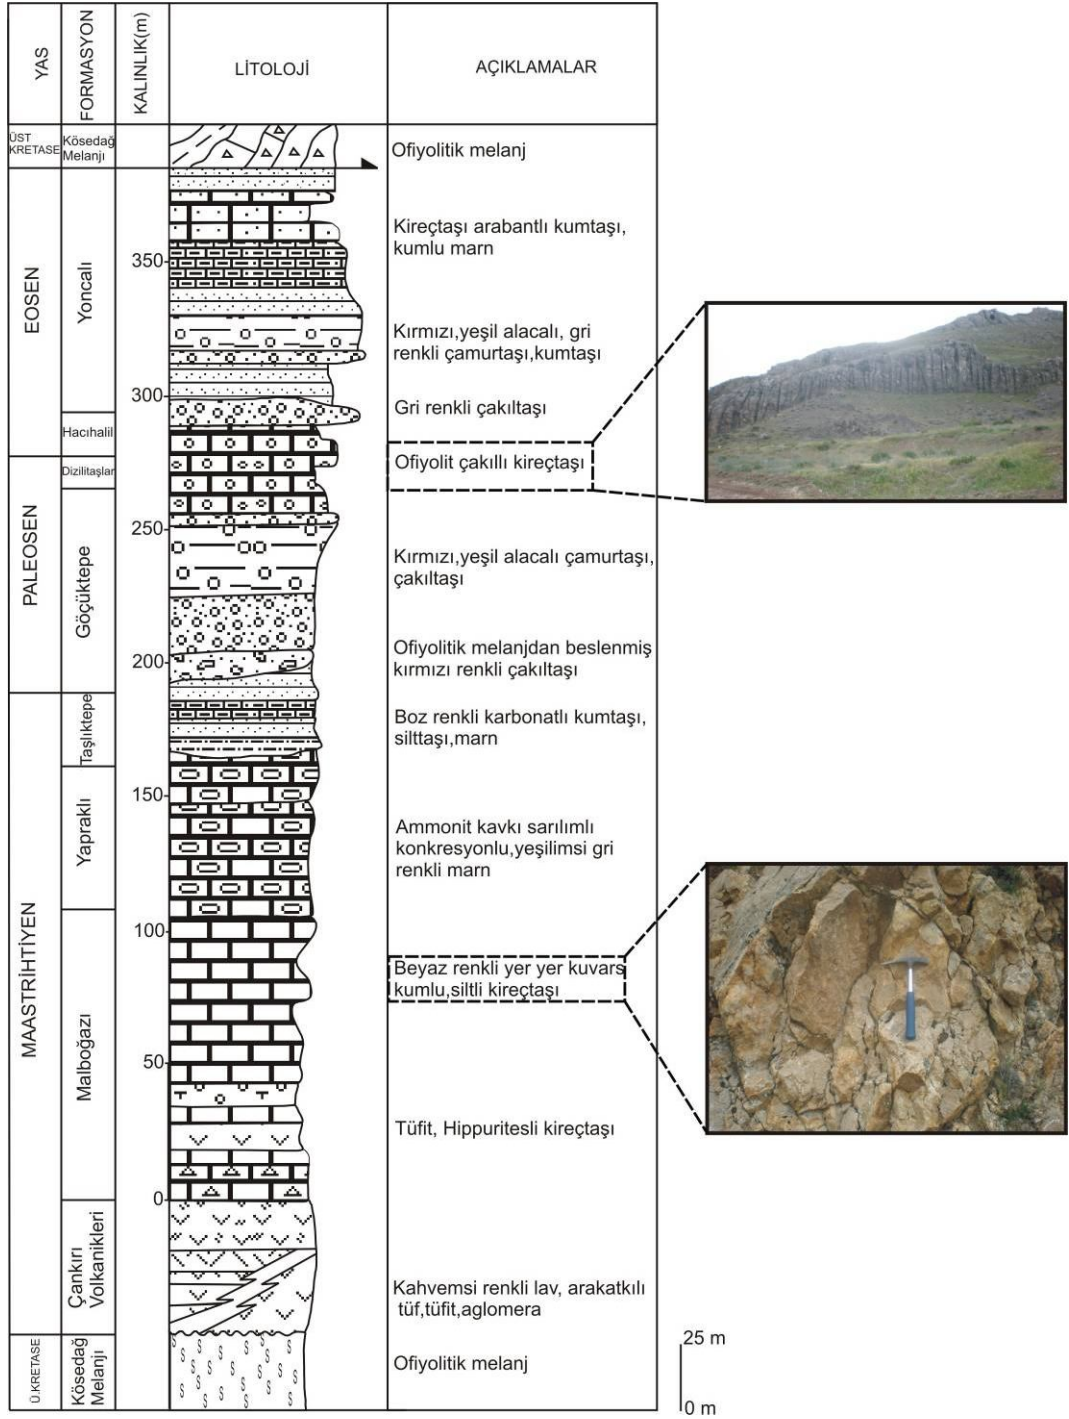 YAS
FORMASYON
KALINLIK(m)
LİTOLOJİ
AÇIKLAMALAR
ÜST
KRETASE
Kösedağ
Melanjı
Ofiyolitik melanj
EOSEN
Yoncalı
350
Kireçtaşı arabantlı kumtaşı,
kumlu marn
Kırmızı,yeşil alacalı, gri
renkli çamurtaşı,kumtaşı
300
Gri renkli çakıltaşı
Hacıhalil
PALEOSEN
Dizilitaşlar
Ofiyolit çakıllı kireçtaşı
250
Göçüktepe
Kırmızı,yeşil alacalı çamurtaşı,
çakıltaşı
200
Ofiyolitik melanjdan beslenmiş
kırmızı renkli çakıltaşı
MAASTRİHTİYEN
Taşlıktepe
Boz renkli karbonatlı kumtaşı,
silttaşı,marn
150
Yapraklı
Ammonit kavkı sarılımlı
konkresyonlu,yeşilimsi gri
renkli marn
100
Malboğazı
Beyaz renkli yer yer kuvars
kumlu,siltli kireçtaşı
50
Tüfit, Hippuritesli kireçtaşı
0
Çankırı
Volkanikleri
Kahvemsi renkli lav, arakatkılı
tüf,tüfit,aglomera
Ü.KRETASE
Kösedağ
Melanjı
Ofiyolitik melanj
25 m
0 m